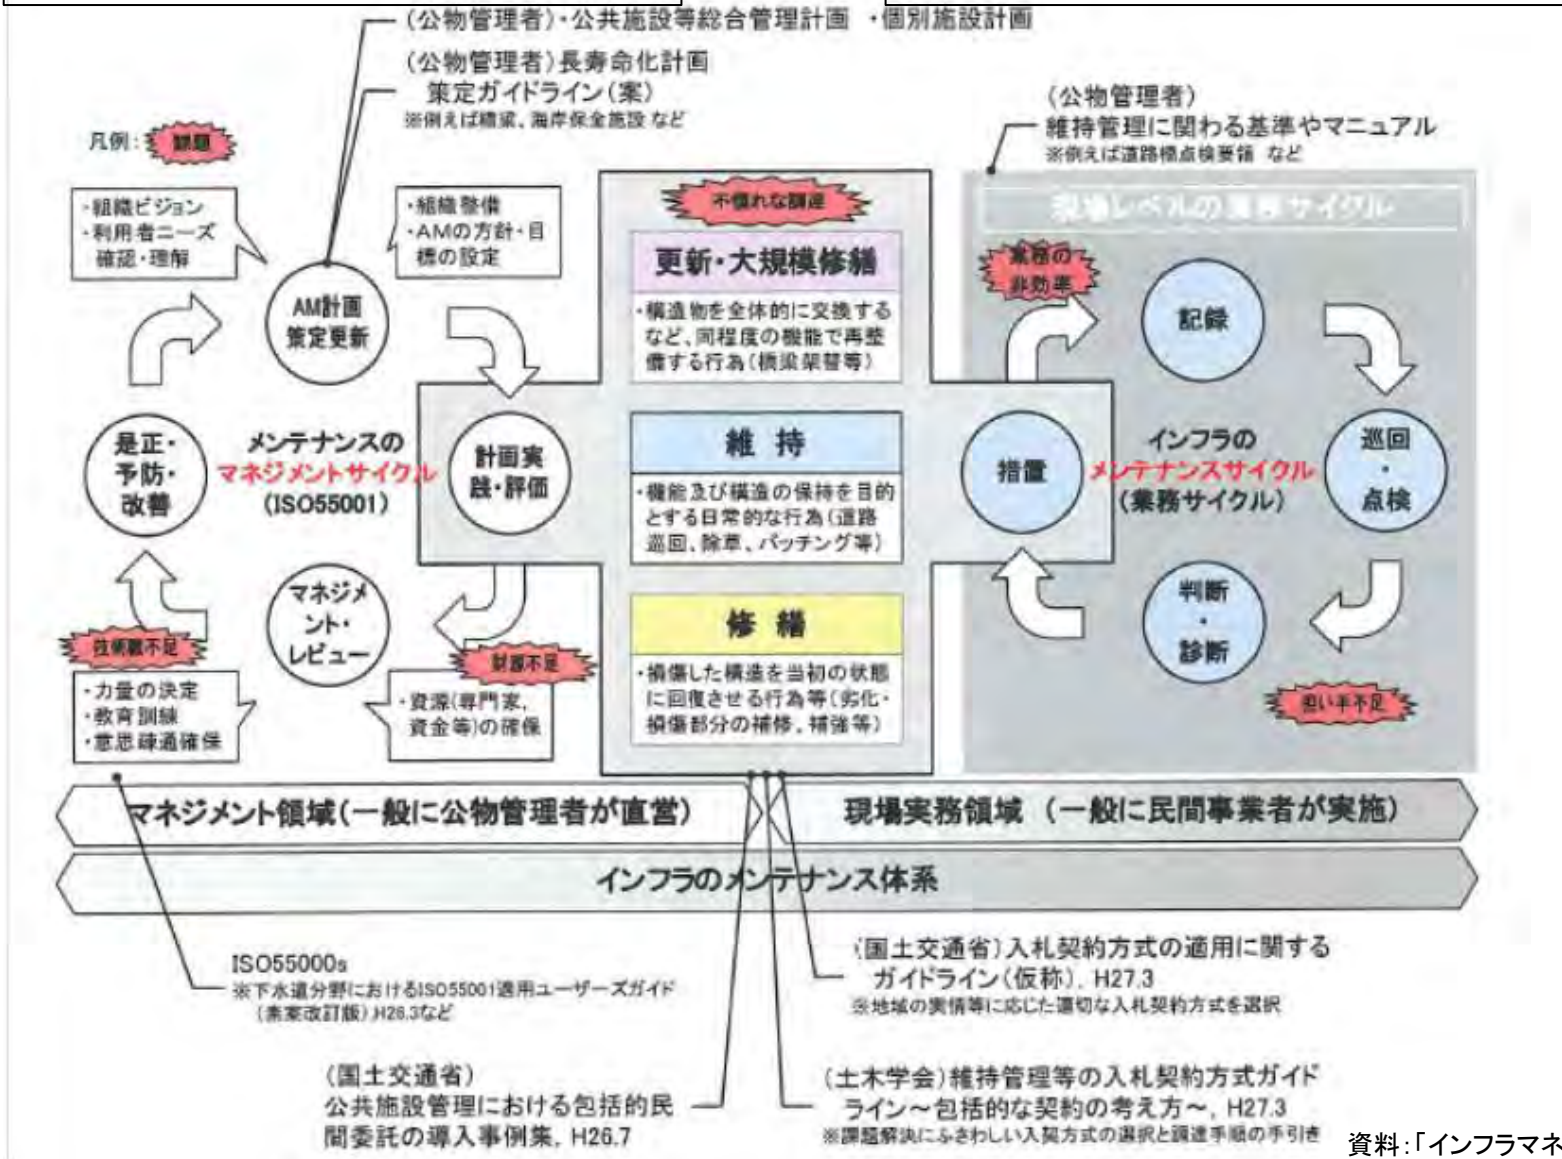 (公物管理者)・公共施設等総合管理計画 ・個別施設計画
(公物管理者)長寿命化計画
策定ガイドライン(案)
※例えば橋梁、海岸保全施設 など
(公物管理者)
維持管理に関わる基準やマニュアル
※例えば道路橋点検要領 など
凡例:
課題
・組織ビジョン
・利用者ニーズ
確認・理解
・組織整備
・AMの方針・目
標の設定
AM計画
策定更新
是正・
予防・
改善
メンテナンスの
マネジメントサイクル
(ISO55001)
計画実
践・評価
マネジメ
ント・
レビュー
技術職不足
・力量の決定
・教育訓練
・意思疎通確保
財源不足
・資源(専門家,
資金等)の確保
不慣れな調達
更新・大規模修繕
・構造物を全体的に交換する
など、同程度の機能で再整
備する行為(橋梁架替等)
維 持
・機能及び構造の保持を目的
とする日常的な行為(道路
巡回、除草、パッチング等)
修 繕
・損傷した構造を当初の状態
に回復させる行為等(劣化・
損傷部分の補修、補強等)
現場レベルの業務サイクル
業務の
非効率
記録
措置
インフラの
メンテナンスサイクル
(業務サイクル)
巡回
・
点検
判断
・
診断
担い手不足
マネジメント領域(一般に公物管理者が直営)
現場実務領域 (一般に民間事業者が実施)
インフラのメンテナンス体系
ISO55000s
※下水道分野におけるISO55001適用ユーザーズガイド
(素案改訂版),H26.3など
(国土交通省)入札契約方式の適用に関する
ガイドライン(仮称), H27.3
※地域の実情等に応じた適切な入札契約方式を選択
(国土交通省)
公共施設管理における包括的民
間委託の導入事例集, H26.7
(土木学会)維持管理等の入札契約方式ガイド
ライン~包括的な契約の考え方~, H27.3
※課題解決にふさわしい入契方式の選択と調達手順の手引き
資料:「インフラマネ